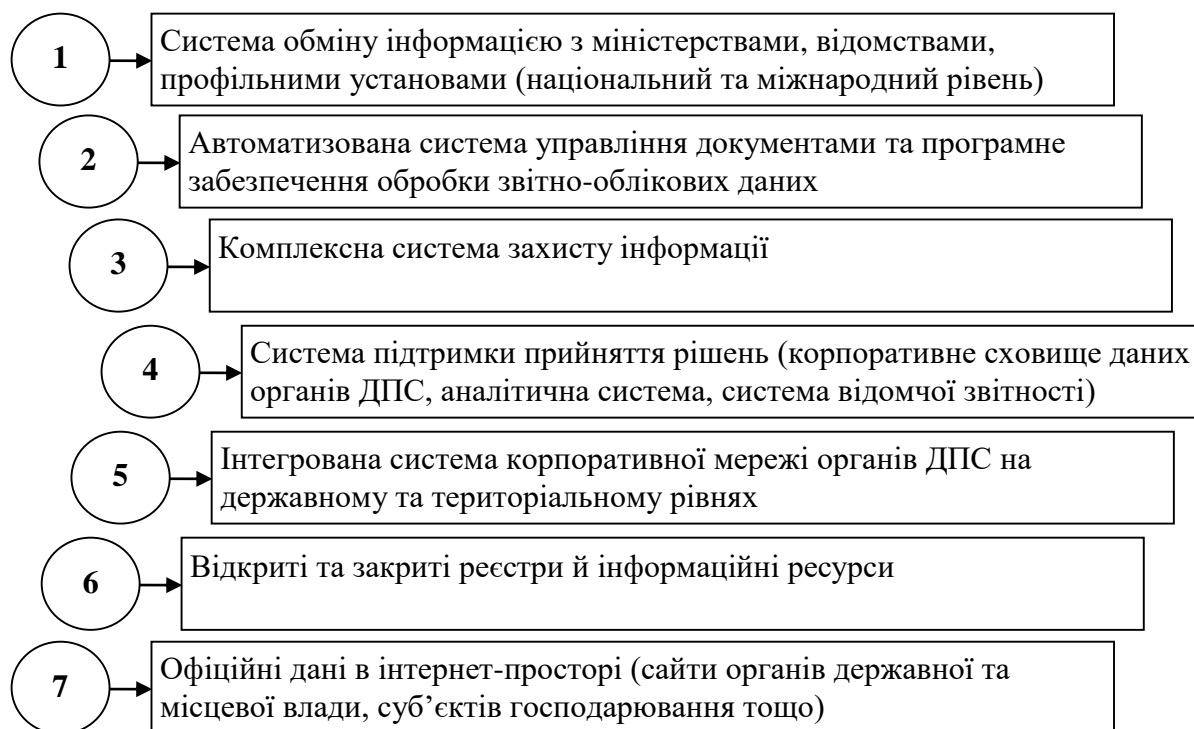 1
Система обміну інформацією з міністерствами, відомствами,
профільними установами (національний та міжнародний рівень)
2
Автоматизована система управління документами та програмне
забезпечення обробки звітно-облікових даних
3
Комплексна система захисту інформації
4
Система підтримки прийняття рішень (корпоративне сховище даних
органів ДПС, аналітична система, система відомчої звітності)
5
Інтегрована система корпоративної мережі органів ДПС на
державному та територіальному рівнях
6
Відкриті та закриті реєстри й інформаційні ресурси
7
Офіційні дані в інтернет-просторі (сайти органів державної та
місцевої влади, суб’єктів господарювання тощо)